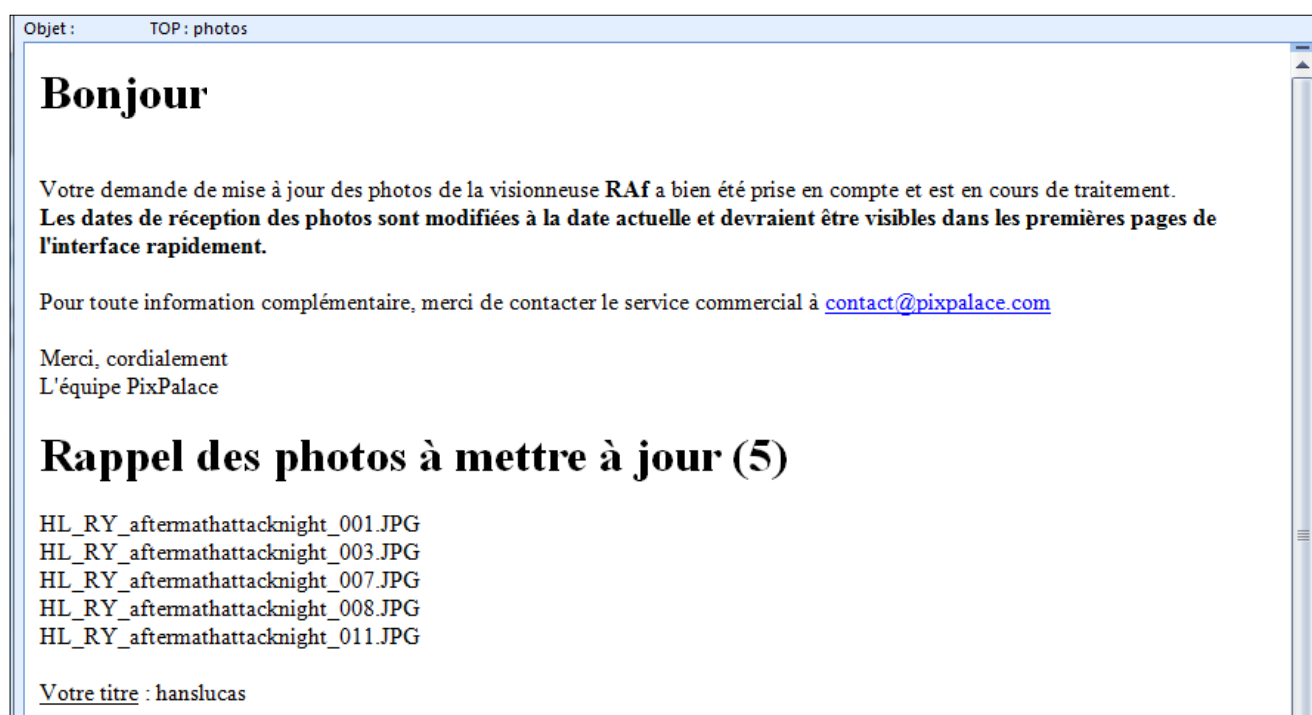 Objet : TOP : photos
Bonjour
Votre demande de mise à jour des photos de la visionneuse RAf a bien été prise en compte et est en cours de traitement.
Les dates de réception des photos sont modifiées à la date actuelle et devraient être visibles dans les premières pages de
l'interface rapidement.
Pour toute information complémentaire, merci de contacter le service commercial à contact@pixpalace.com
Merci, cordialement
L'équipe PixPalace
Rappel des photos à mettre à jour (5)
HL_RY_aftermathattacknight_001.JPG
HL_RY_aftermathattacknight_003.JPG
HL_RY_aftermathattacknight_007.JPG
HL_RY_aftermathattacknight_008.JPG
HL_RY_aftermathattacknight_011.JPG
Votre titre : hanslucas